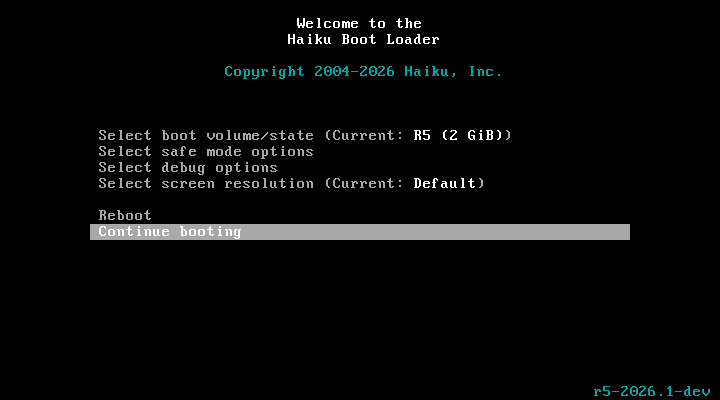 Welcome to the
Haiku Boot Loader
Copyright 2004-2026 Haiku, Inc.
Select boot volume/state (Current: R5 (2 GiB))
Select safe mode options
Select debug options
Select screen resolution (Current: Default)
Reboot
Continue booting
r5-2026.1-dev